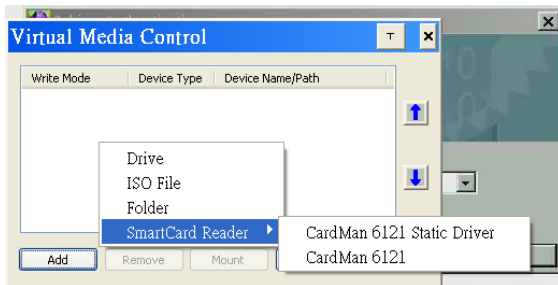 Virtual Media Control
T
Write Mode Device Type Device Name/Path
Drive
ISO File
Folder
SmartCard Reader
CardMan 6121 Static Driver
CardMan 6121
Add Remove Mount